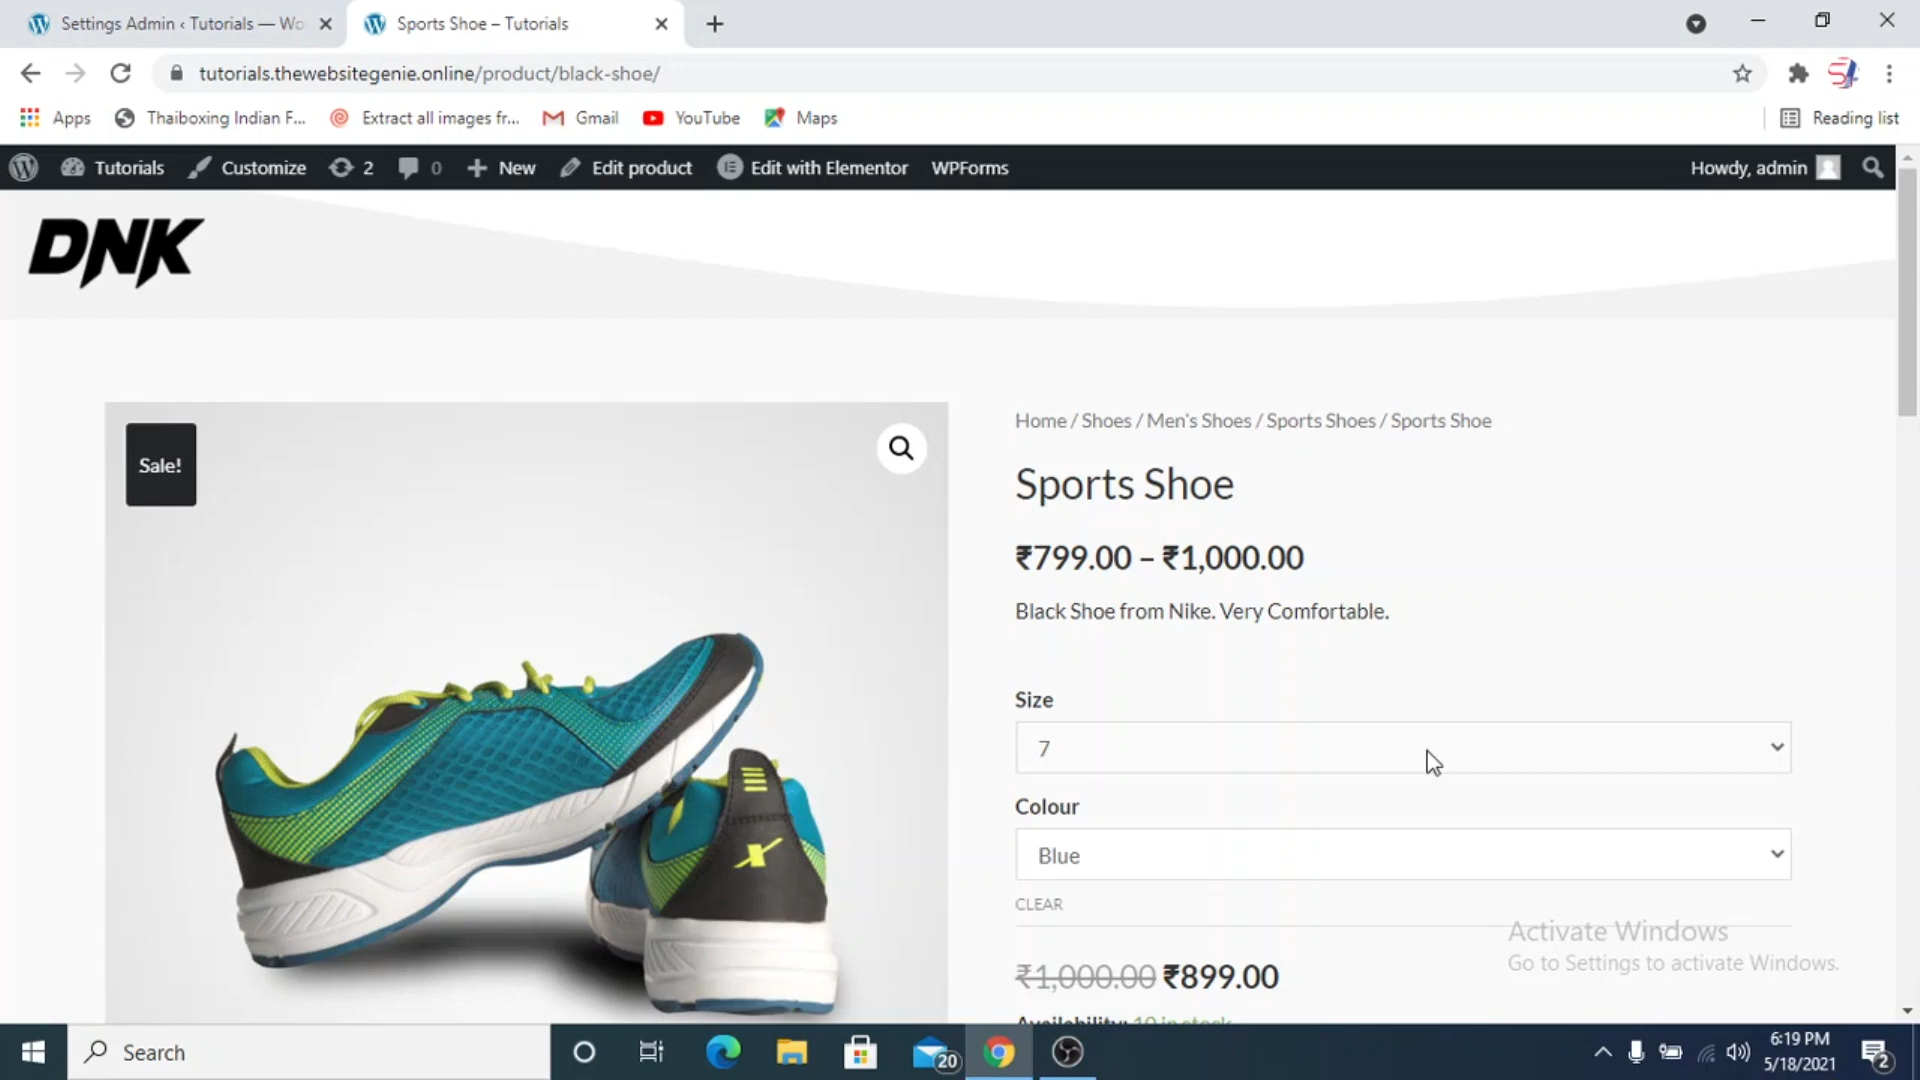 Settings Admin ‹ Tutorials — Wo
Sports Shoe – Tutorials
tutorials.thewebsitegenie.online/product/black-shoe/
Apps
Thaiboxing Indian F...
Extract all images fr...
Gmail
YouTube
Maps
Reading list
Tutorials
Customize
2
0
New
Edit product
Edit with Elementor
WPForms
Howdy, admin
DNK
Sale!
Home / Shoes / Men's Shoes / Sports Shoes / Sports Shoe
Sports Shoe
₹799.00 – ₹1,000.00
Black Shoe from Nike. Very Comfortable.
Size
7
Colour
Blue
CLEAR
₹1,000.00 ₹899.00
Availability: 10 in stock
Activate Windows
Go to Settings to activate Windows.
Search
20
6:19 PM
5/18/2021
2